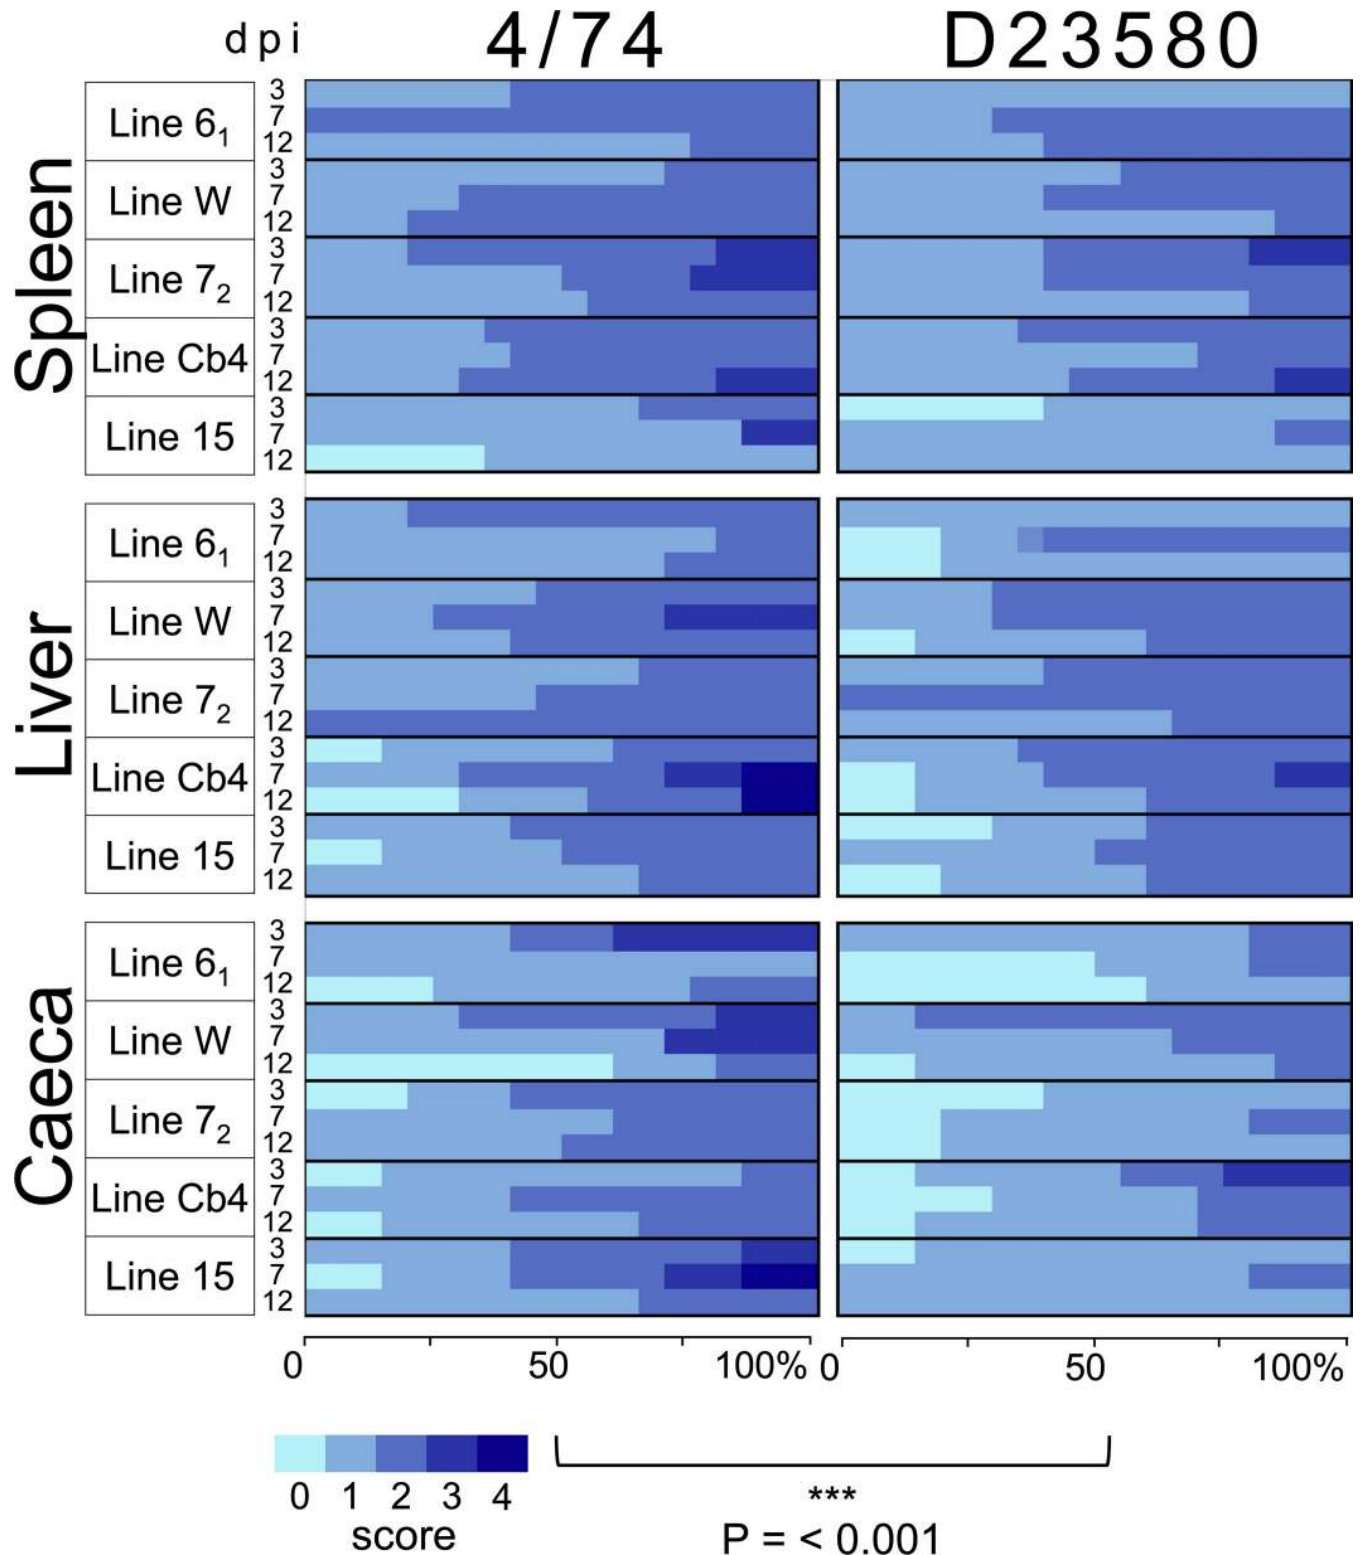 dpi 4/74 D23580
Spleen
Line 6₁ 3 7 12
Line W 3 7 12
Line 7₂ 3 7 12
Line Cb4 3 7 12
Line 15 3 7 12
Liver
Line 6₁ 3 7 12
Line W 3 7 12
Line 7₂ 3 7 12
Line Cb4 3 7 12
Line 15 3 7 12
Caeca
Line 6₁ 3 7 12
Line W 3 7 12
Line 7₂ 3 7 12
Line Cb4 3 7 12
Line 15 3 7 12
0 50 100% 0 50 100%
0 1 2 3 4
score
***
P = < 0.001